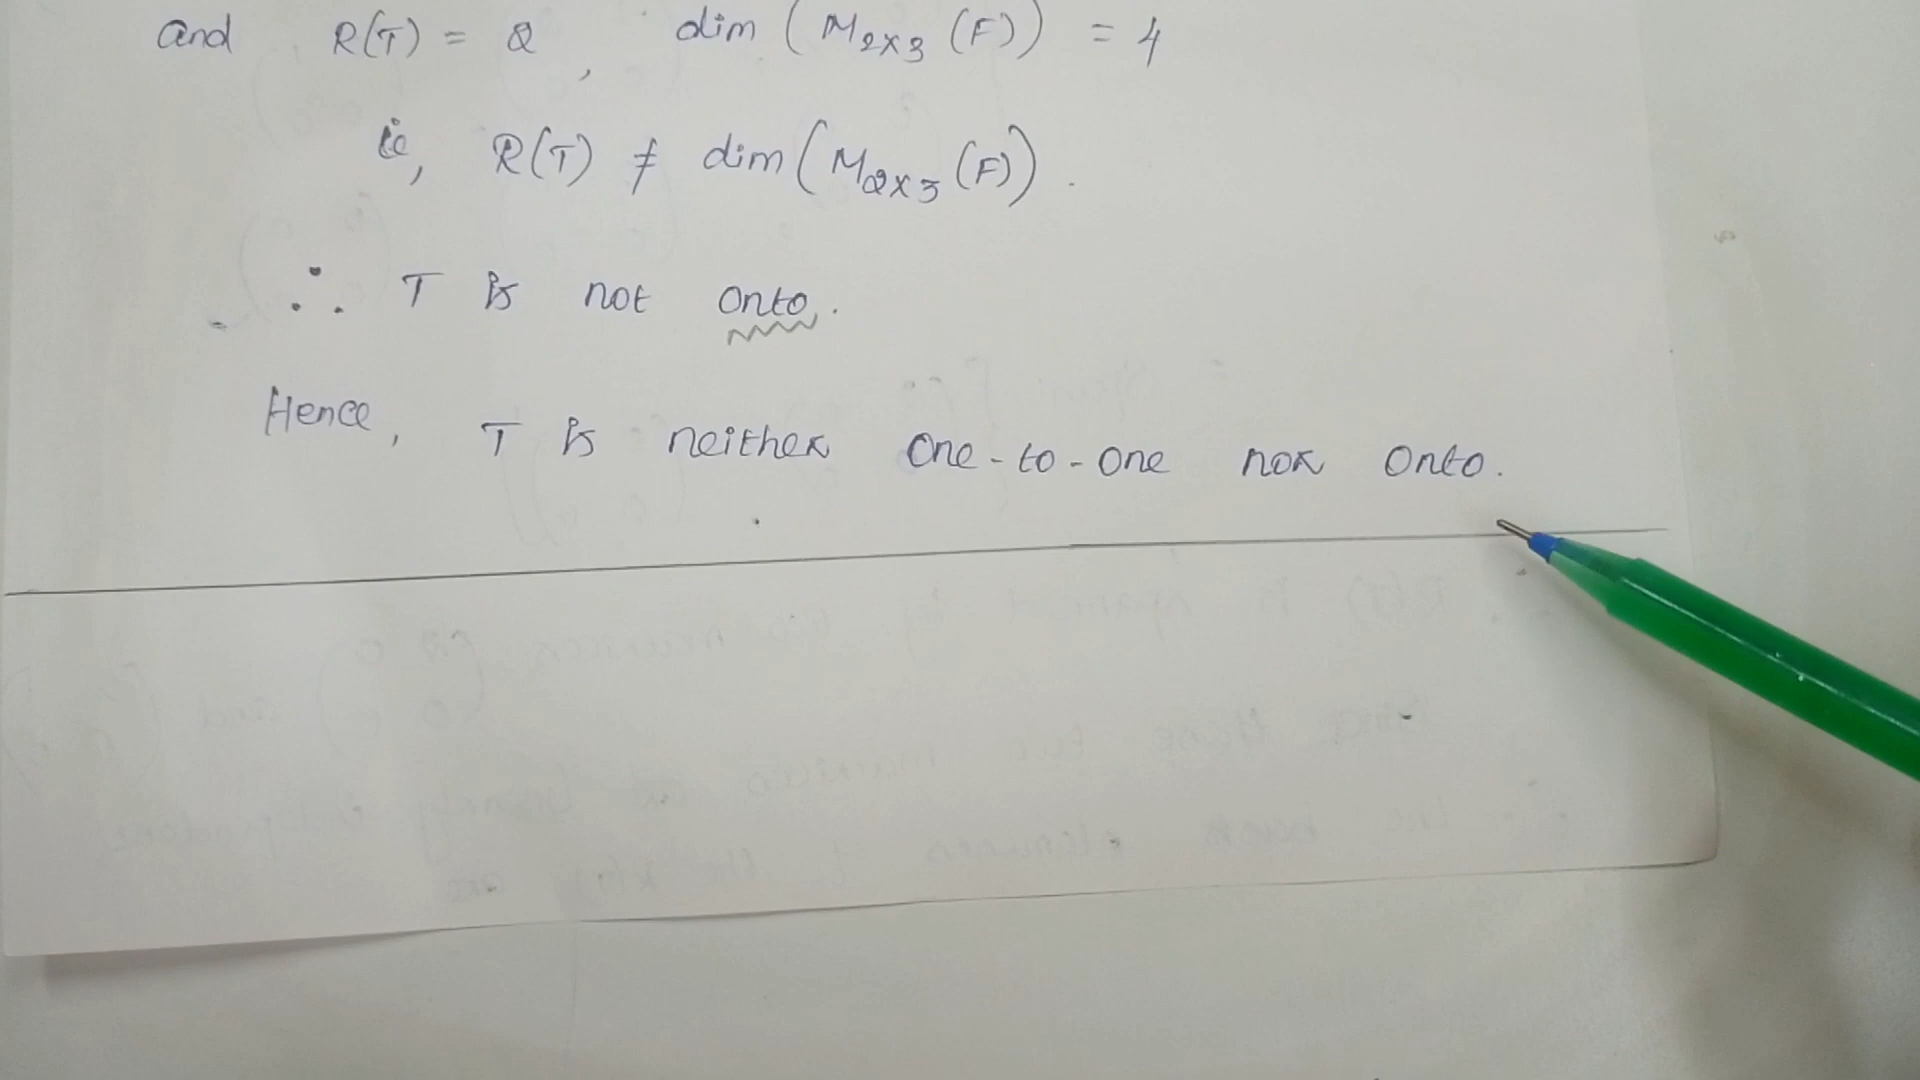 and R(T) = 2, dim (M2x3 (F)) = 4
ie, R(T) ≠ dim (M2x3 (F)).
∴ T is not onto.
Hence, T is neither one-to-one nor onto.